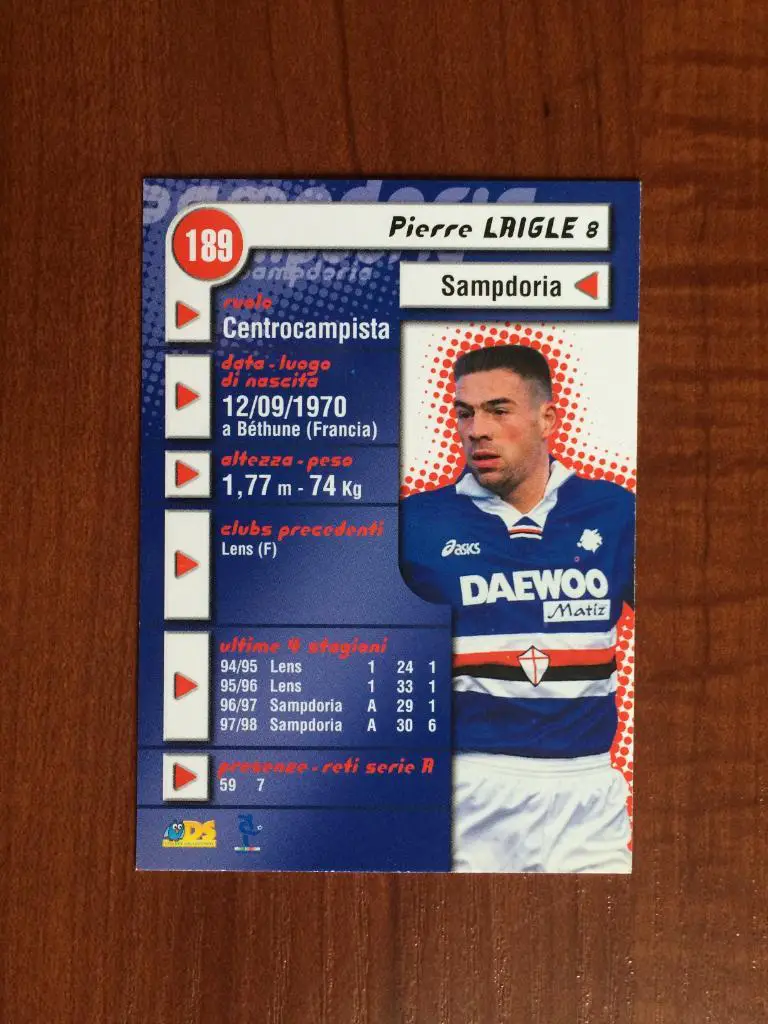 Sampdoria
189
Pierre LAIGLE 8
sampdoria
Sampdoria
ruolo
Centrocampista
data - luogo
di nascita
12/09/1970
a Béthune (Francia)
altezza - peso
1,77 m - 74 Kg
clubs precedenti
Lens (F)
asics
DAEWOO
Matiz
ultime 4 stagioni
94/95 Lens 1 24 1
95/96 Lens 1 33 1
96/97 Sampdoria A 29 1
97/98 Sampdoria A 30 6
presenze - reti serie A
59 7
DS